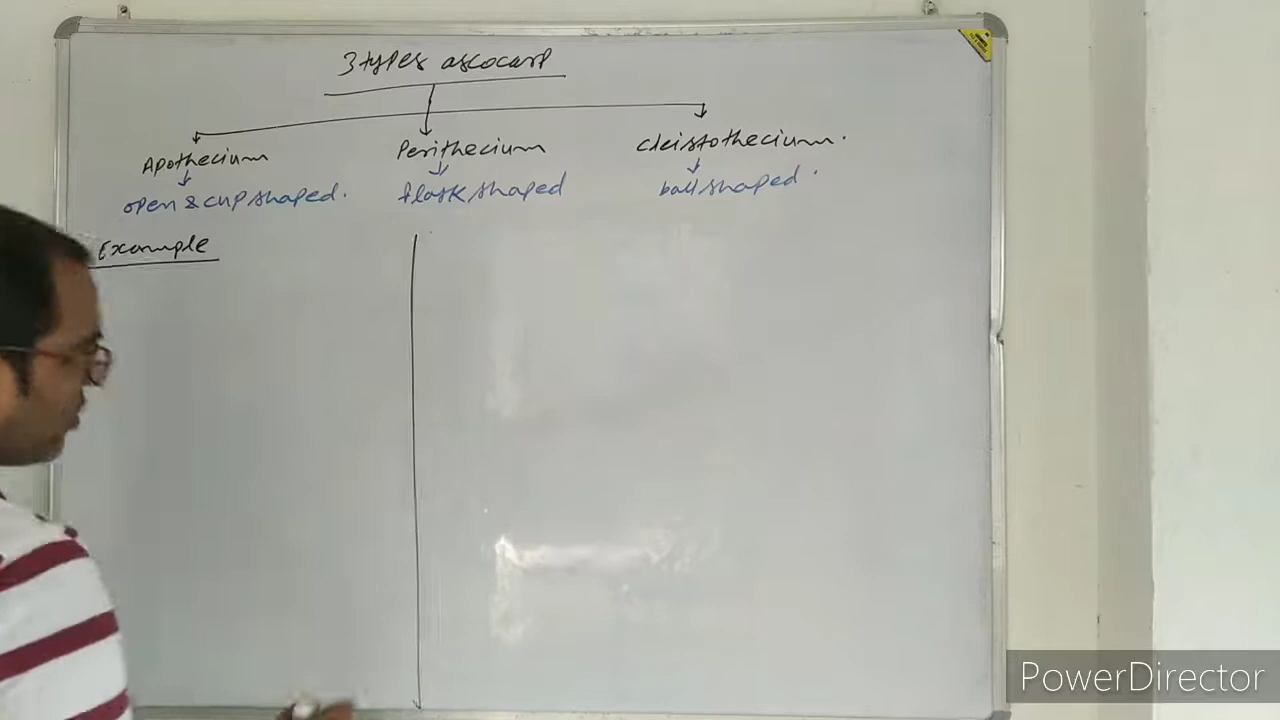 3 types ascocarp
Apothecium Perithecium Cleistothecium.
open & cup shaped. flask shaped ball shaped.
Example
PowerDirector